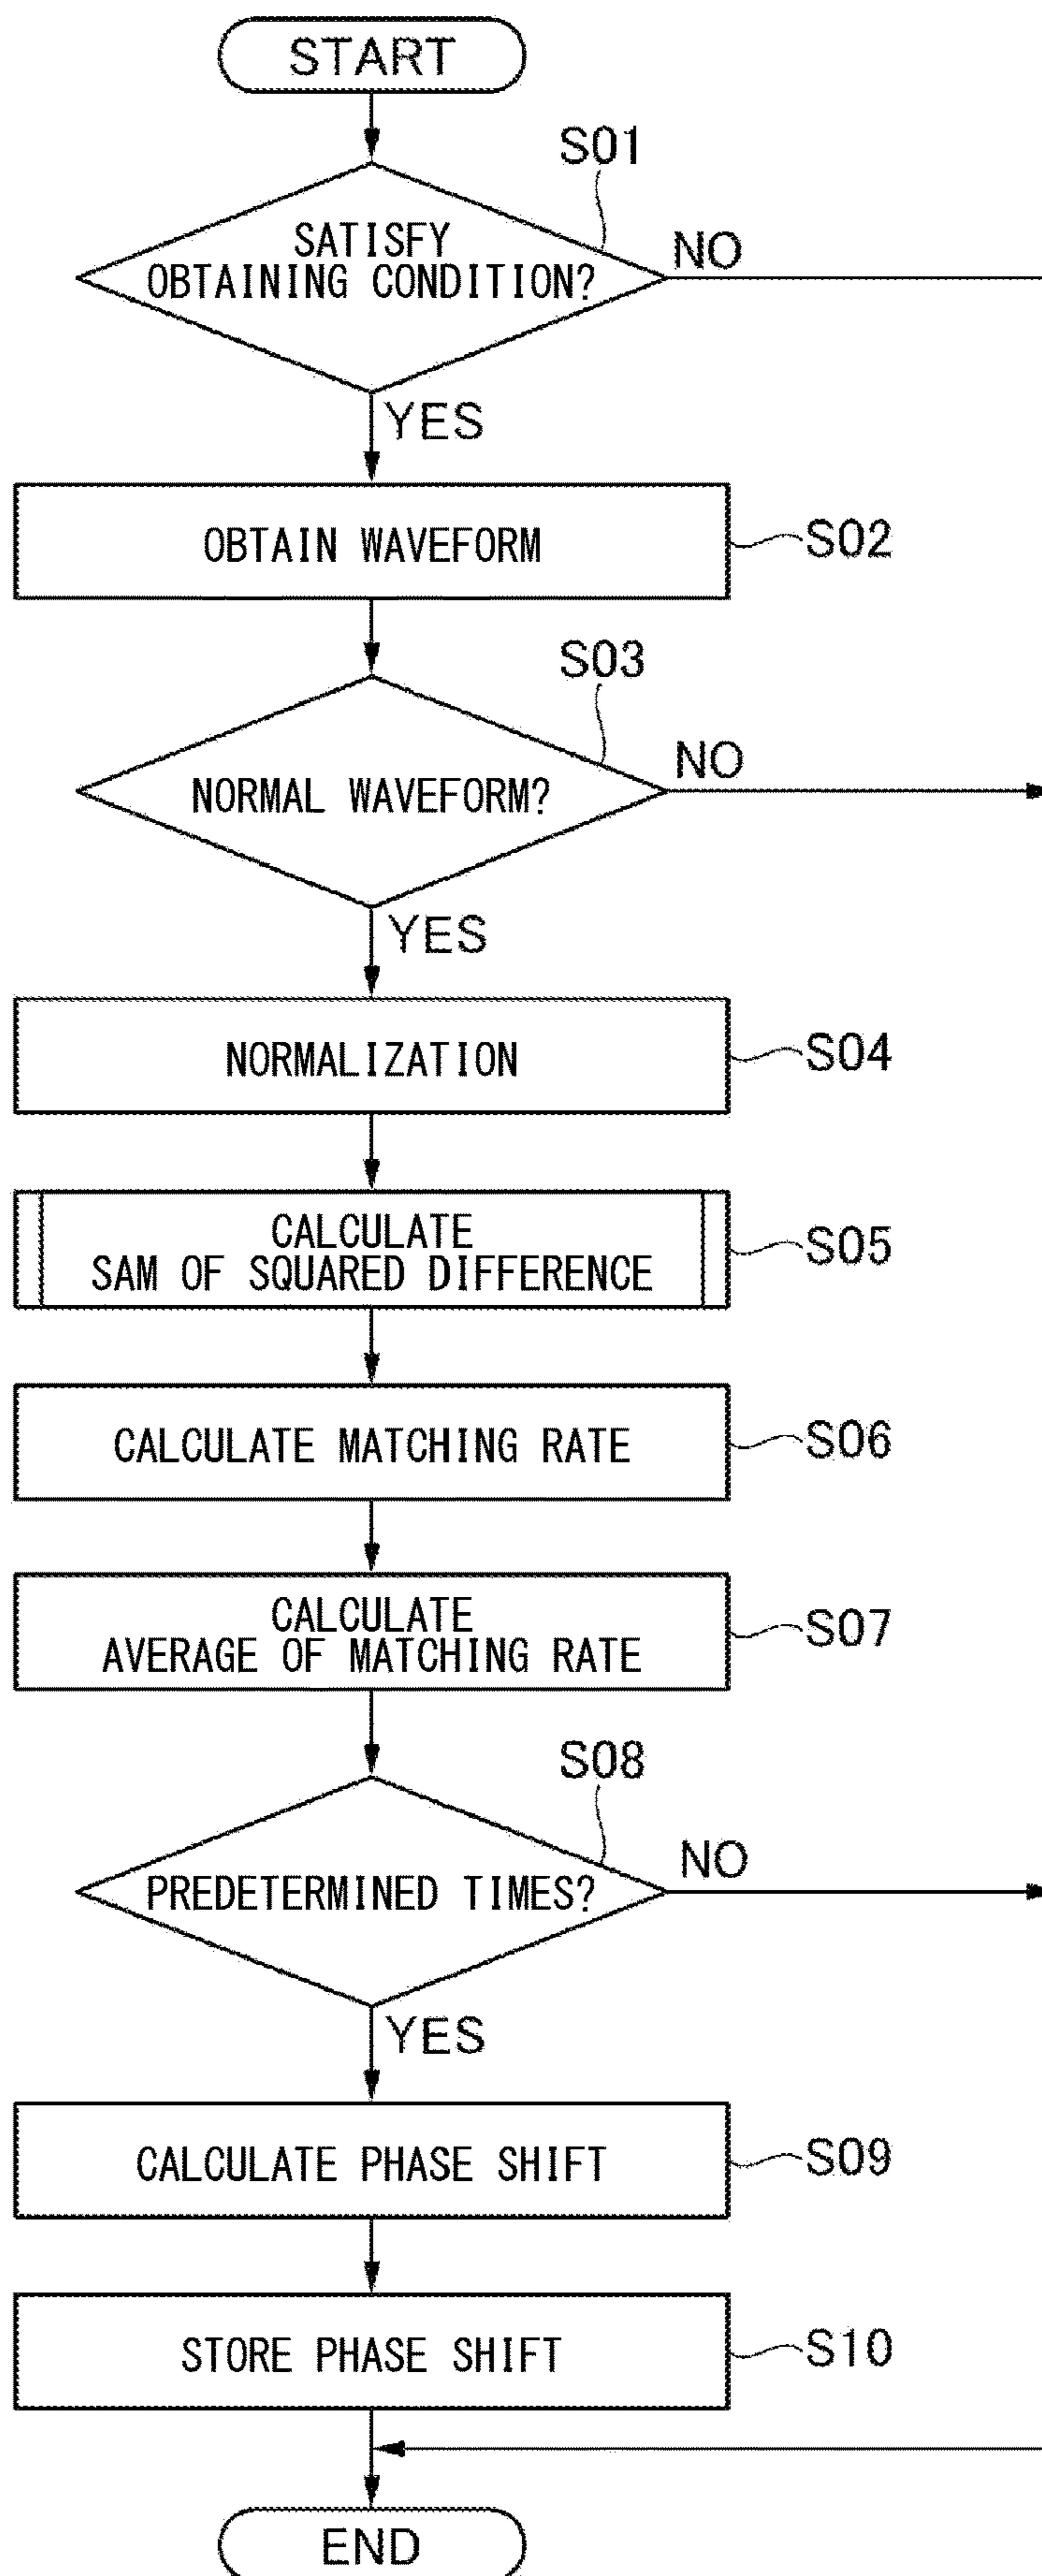 START
S01
SATISFY
OBTAINING CONDITION?
NO
YES
OBTAIN WAVEFORM
S02
S03
NORMAL WAVEFORM?
NO
YES
NORMALIZATION
S04
CALCULATE
SAM OF SQUARED DIFFERENCE
S05
CALCULATE MATCHING RATE
S06
CALCULATE
AVERAGE OF MATCHING RATE
S07
S08
PREDETERMINED TIMES?
NO
YES
CALCULATE PHASE SHIFT
S09
STORE PHASE SHIFT
S10
END